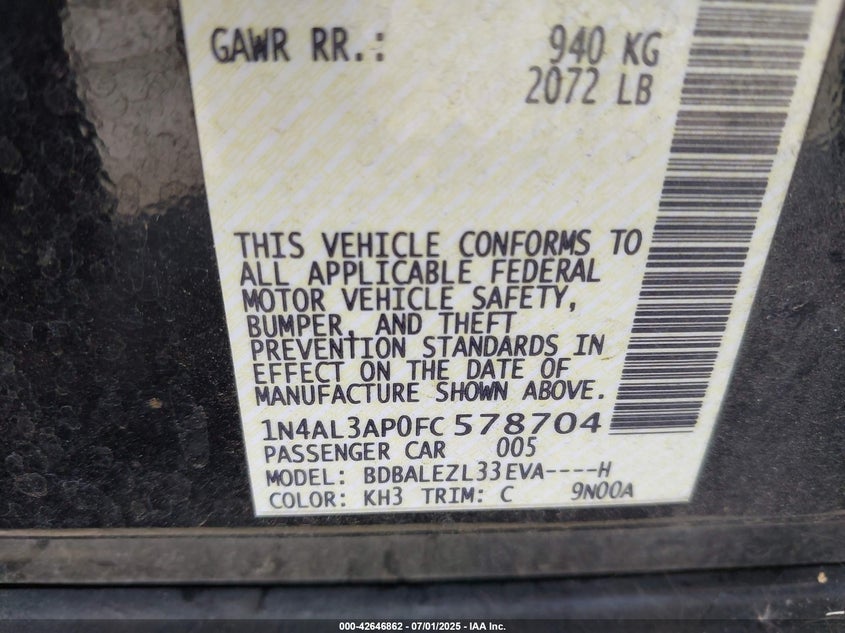 GAWR RR.: 940 KG
2072 LB
THIS VEHICLE CONFORMS TO
ALL APPLICABLE FEDERAL
MOTOR VEHICLE SAFETY,
BUMPER, AND THEFT
PREVENTION STANDARDS IN
EFFECT ON THE DATE OF
MANUFACTURE SHOWN ABOVE.
1N4AL3AP0FC578704
PASSENGER CAR 005
MODEL: BDBALEZL33EVA----H
COLOR: KH3 TRIM: C 9N00A
000-42646862 - 07/01/2025 - IAA Inc.